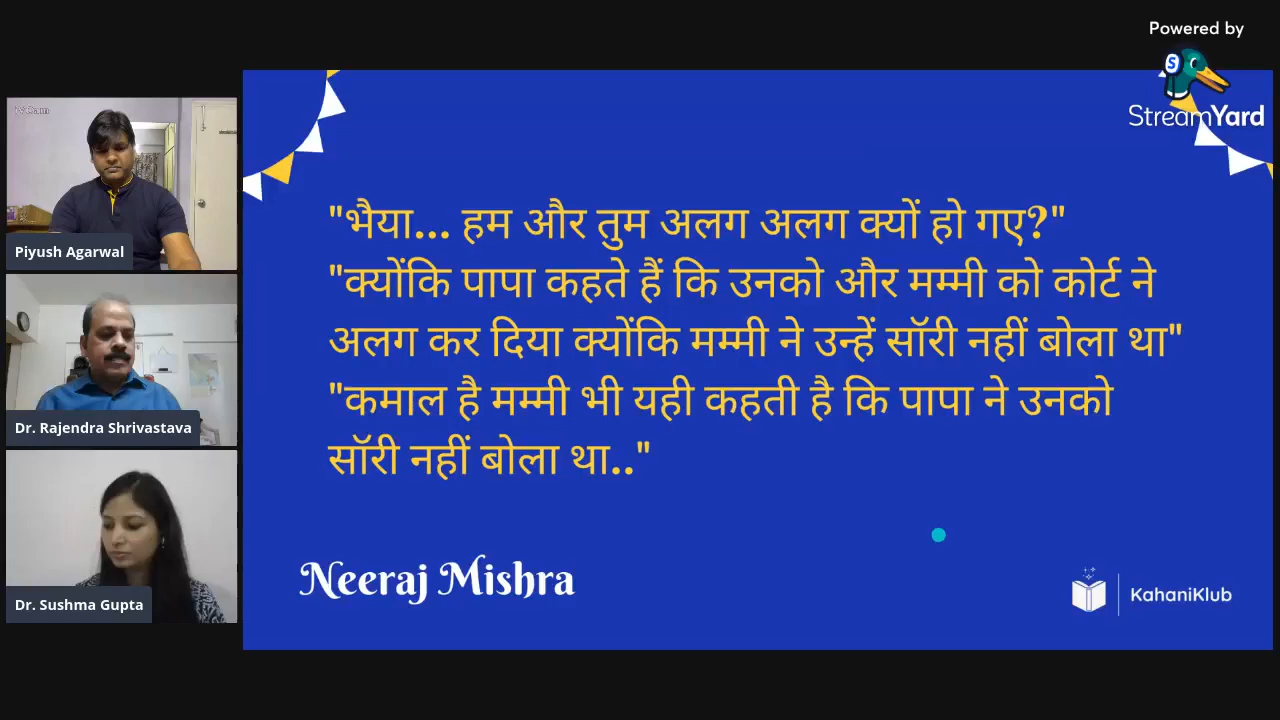 Powered by
StreamYard
iVCam
Piyush Agarwal
Dr. Rajendra Shrivastava
Dr. Sushma Gupta
"भैया... हम और तुम अलग अलग क्यों हो गए?"
"क्योंकि पापा कहते हैं कि उनको और मम्मी को कोर्ट ने
अलग कर दिया क्योंकि मम्मी ने उन्हें सॉरी नहीं बोला था"
"कमाल है मम्मी भी यही कहती है कि पापा ने उनको
सॉरी नहीं बोला था.."
Neeraj Mishra
KahaniKlub